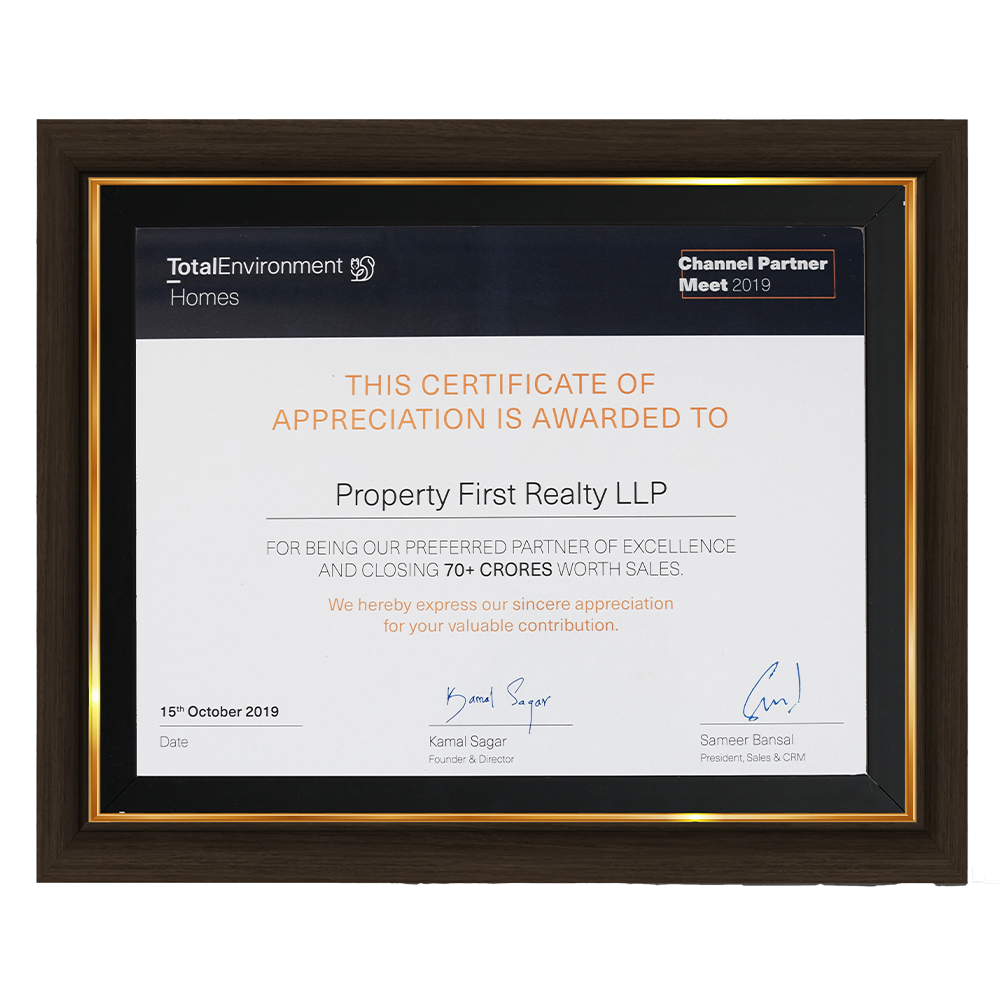 TotalEnvironment
Homes
Channel Partner
Meet 2019
THIS CERTIFICATE OF
APPRECIATION IS AWARDED TO
Property First Realty LLP
FOR BEING OUR PREFERRED PARTNER OF EXCELLENCE
AND CLOSING 70+ CRORES WORTH SALES.
We hereby express our sincere appreciation
for your valuable contribution.
15th October 2019
Date
Kamal Sagar
Kamal Sagar
Founder & Director
Sameer Bansal
President, Sales & CRM